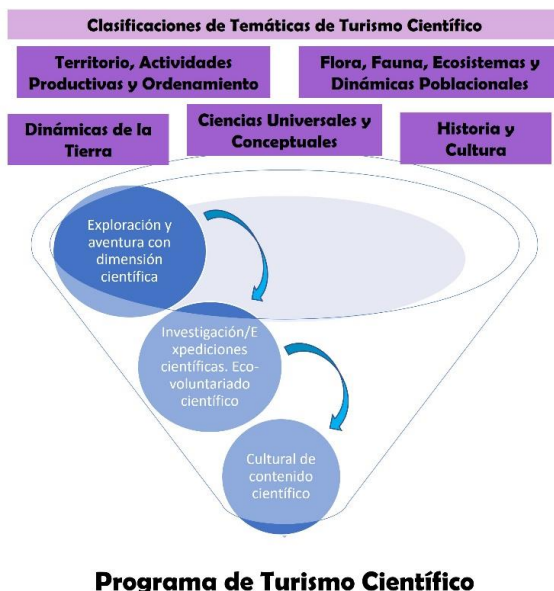 Clasificaciones de Temáticas de Turismo Científico
Territorio, Actividades
Productivas y Ordenamiento
Flora, Fauna, Ecosistemas y
Dinámicas Poblacionales
Dinámicas de la
Tierra
Ciencias Universales y
Conceptuales
Historia y
Cultura
Exploración y
aventura con
dimensión
científica
Investigación/E
xpediciones
científicas. Eco-
voluntariado
científico
Cultural de
contenido
científico
Programa de Turismo Científico